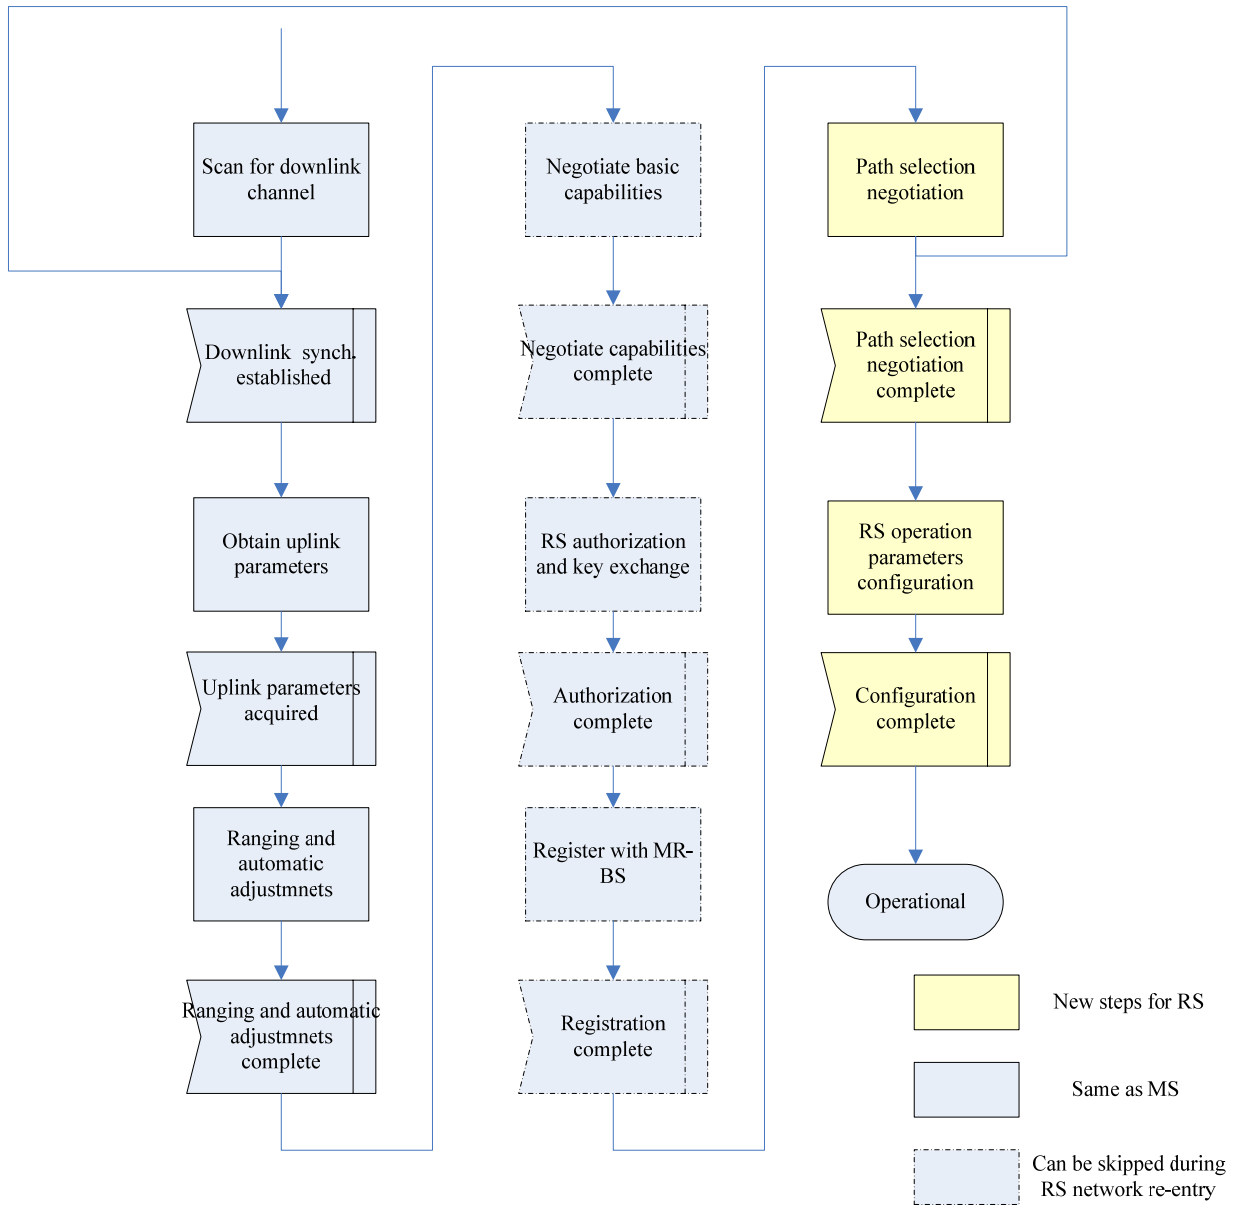 Scan for downlink
channel
Downlink synch.
established
Obtain uplink
parameters
Uplink parameters
acquired
Ranging and
automatic
adjustmnets
Ranging and automatic
adjustmnets
complete
Negotiate basic
capabilities
Negotiate capabilities
complete
RS authorization
and key exchange
Authorization
complete
Register with MR-
BS
Registration
complete
Path selection
negotiation
Path selection
negotiation
complete
RS operation
parameters
configuration
Configuration
complete
Operational
New steps for RS
Same as MS
Can be skipped during
RS network re-entry